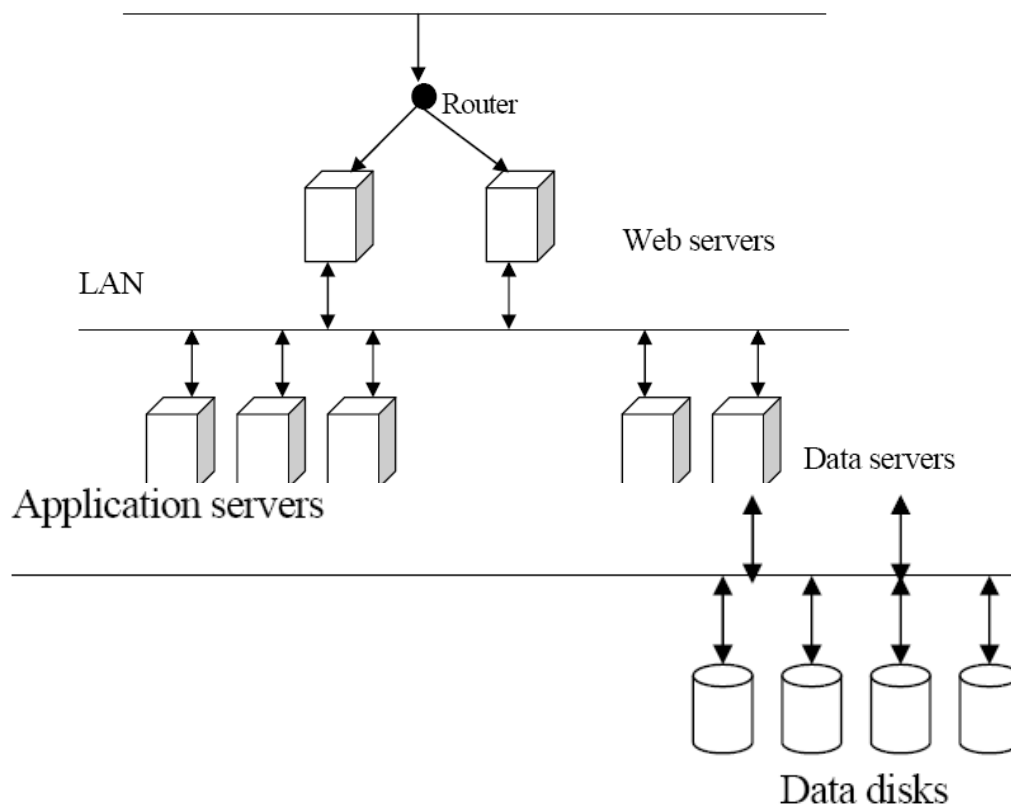 Router
Web servers
LAN
Data servers
Application servers
Data disks